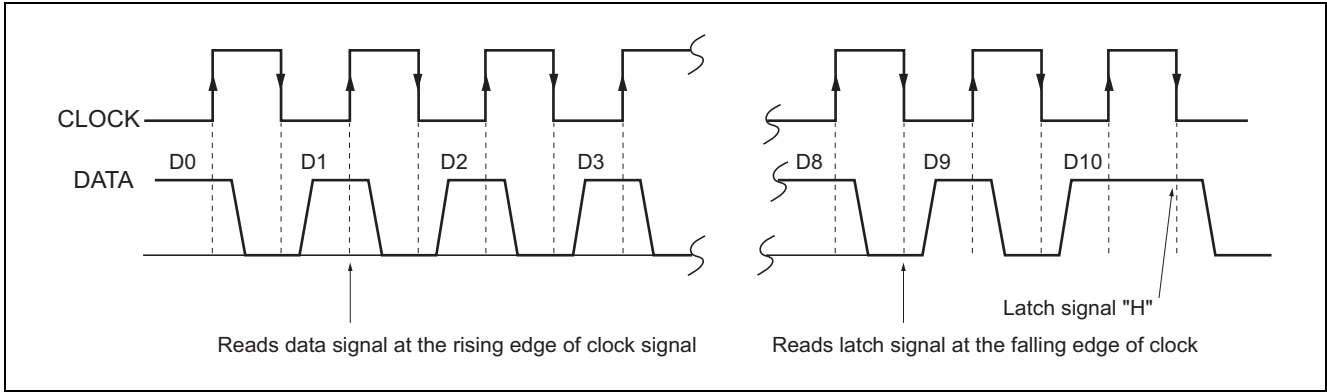 CLOCK
D0 D1 D2 D3 D8 D9 D10
DATA
Latch signal "H"
Reads data signal at the rising edge of clock signal
Reads latch signal at the falling edge of clock